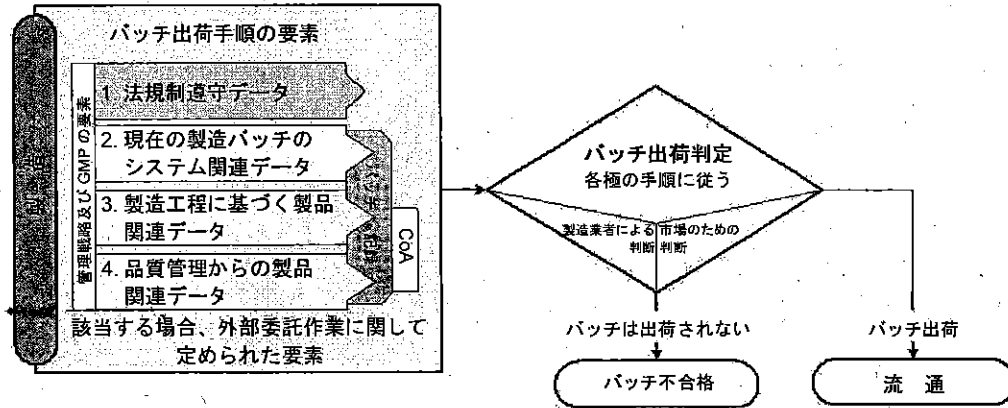 バッチ出荷手順の要素
管理戦略及び GMP の要素
1. 法規制遵守データ
2. 現在の製造バッチの
システム関連データ
3. 製造工程に基づく製品
関連データ
4. 品質管理からの製品
関連データ
CoA
該当する場合、外部委託作業に関して
定められた要素
バッチ出荷判定
各極の手順に従う
製造業者による 市場のための
判断 判断
バッチは出荷されない
バッチ出荷
バッチ不合格
流 通